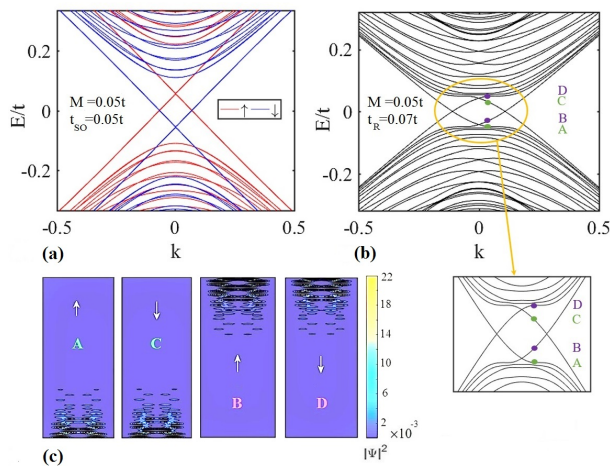 (a)
E/t
0.2
0
-0.2
M =0.05t
t_SO=0.05t
↑ ↓
-0.5 0 0.5
k
(b)
E/t
0.2
0
-0.2
M =0.05t
t_R=0.07t
D
C
B
A
-0.5 0 0.5
k
D
C
B
A
(c)
↑ ↓ ↑ ↓
A C B D
22
18
14
10
6
2
×10⁻³
|Ψ|²